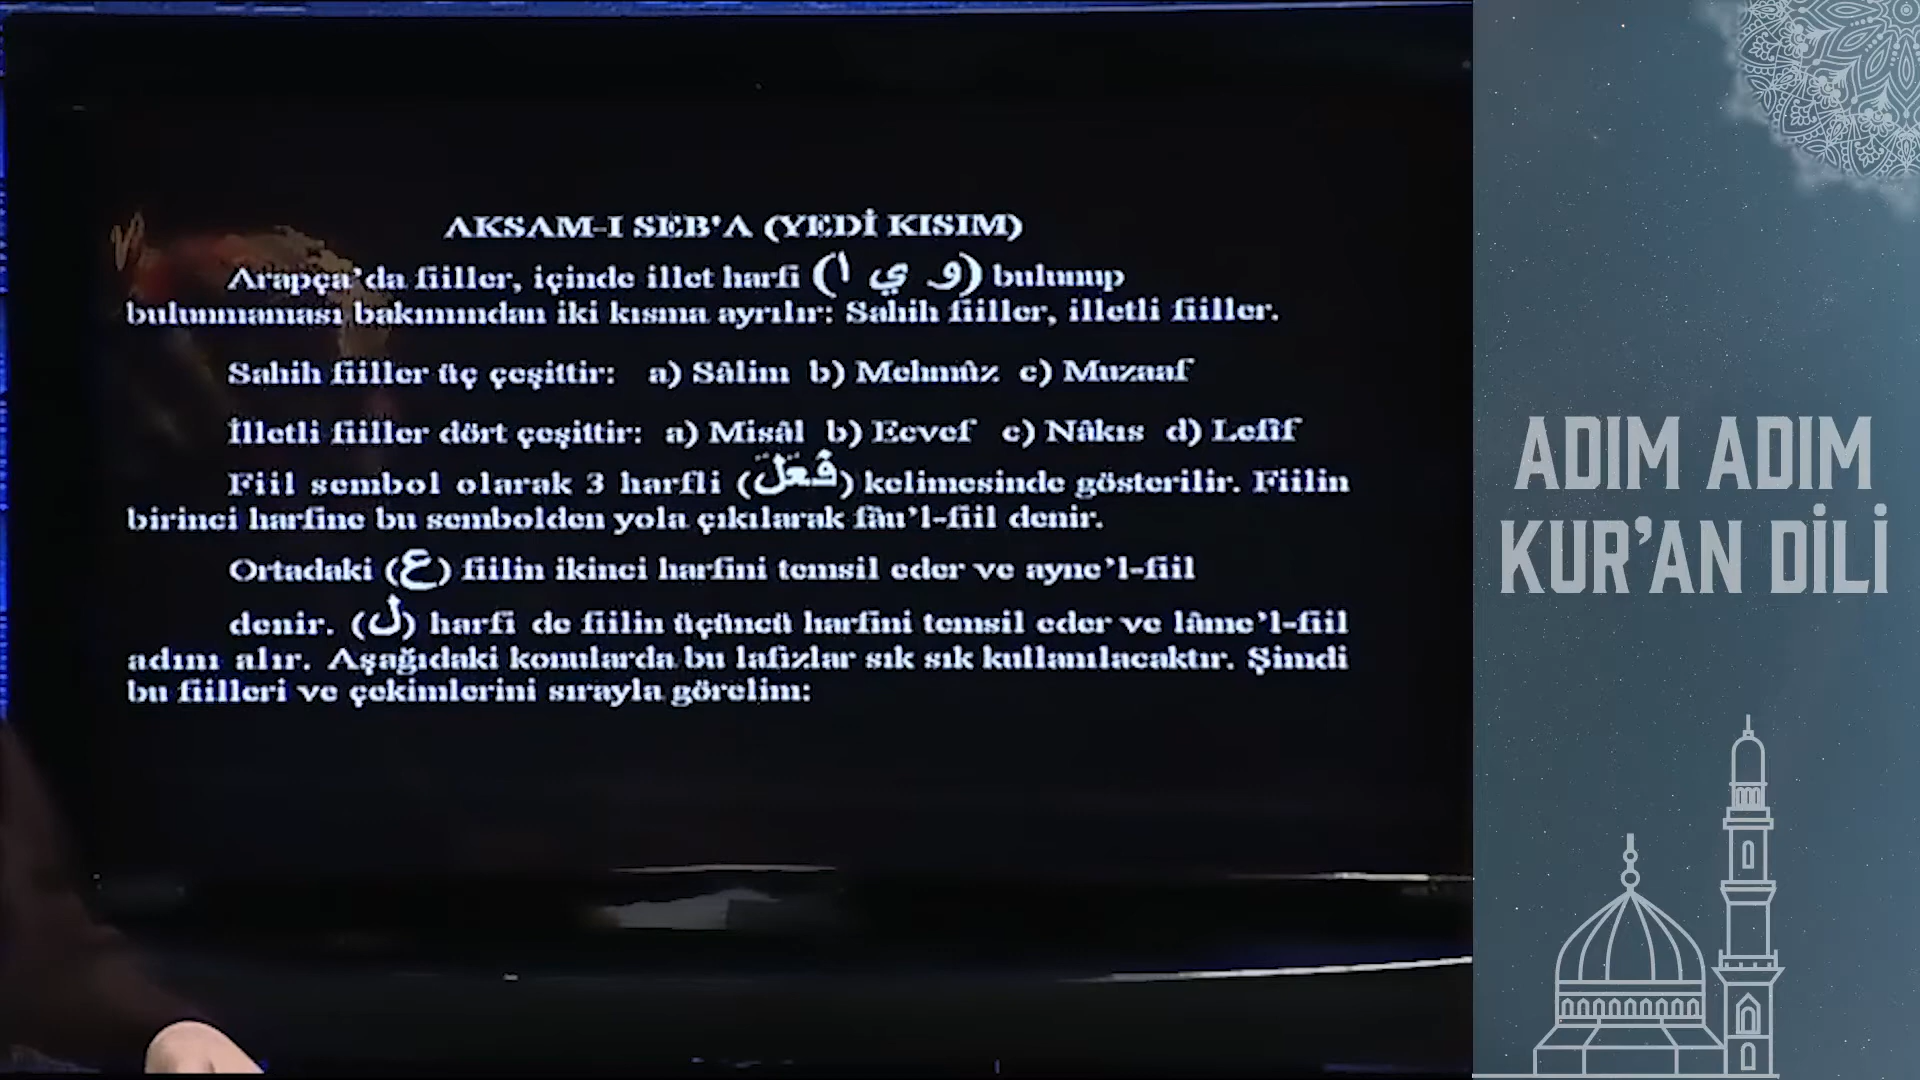 AKSAM-I SEB'A (YEDİ KISIM)
Arapça'da fiiller, içinde illet harfi (و ي ا) bulunup
bulunmaması bakımından iki kısma ayrılır: Sahih fiiller, illetli fiiller.
Sahih fiiller üç çeşittir: a) Sâlim b) Mehmûz c) Muzaaf
İlletli fiiller dört çeşittir: a) Misâl b) Ecvef c) Nâkıs d) Lefîf
Fiil sembol olarak 3 harfli (فَعَلَ) kelimesinde gösterilir. Fiilin
birinci harfine bu sembolden yola çıkılarak fâu'l-fiil denir.
Ortadaki (ع) fiilin ikinci harfini temsil eder ve ayne'l-fiil
denir. (ل) harfi de fiilin üçüncü harfini temsil eder ve lâme'l-fiil
adını alır. Aşağıdaki konularda bu lafızlar sık sık kullanılacaktır. Şimdi
bu fiilleri ve çekimlerini sırayla görelim:
ADIM ADIM
KUR'AN DİLİ